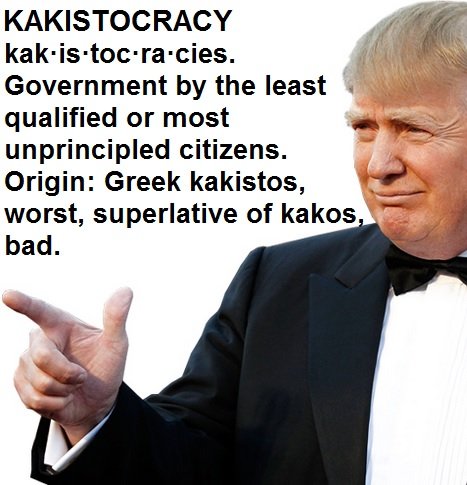 KAKISTOCRACY
kak·is·toc·ra·cies.
Government by the least
qualified or most
unprincipled citizens.
Origin: Greek kakistos,
worst, superlative of kakos,
bad.